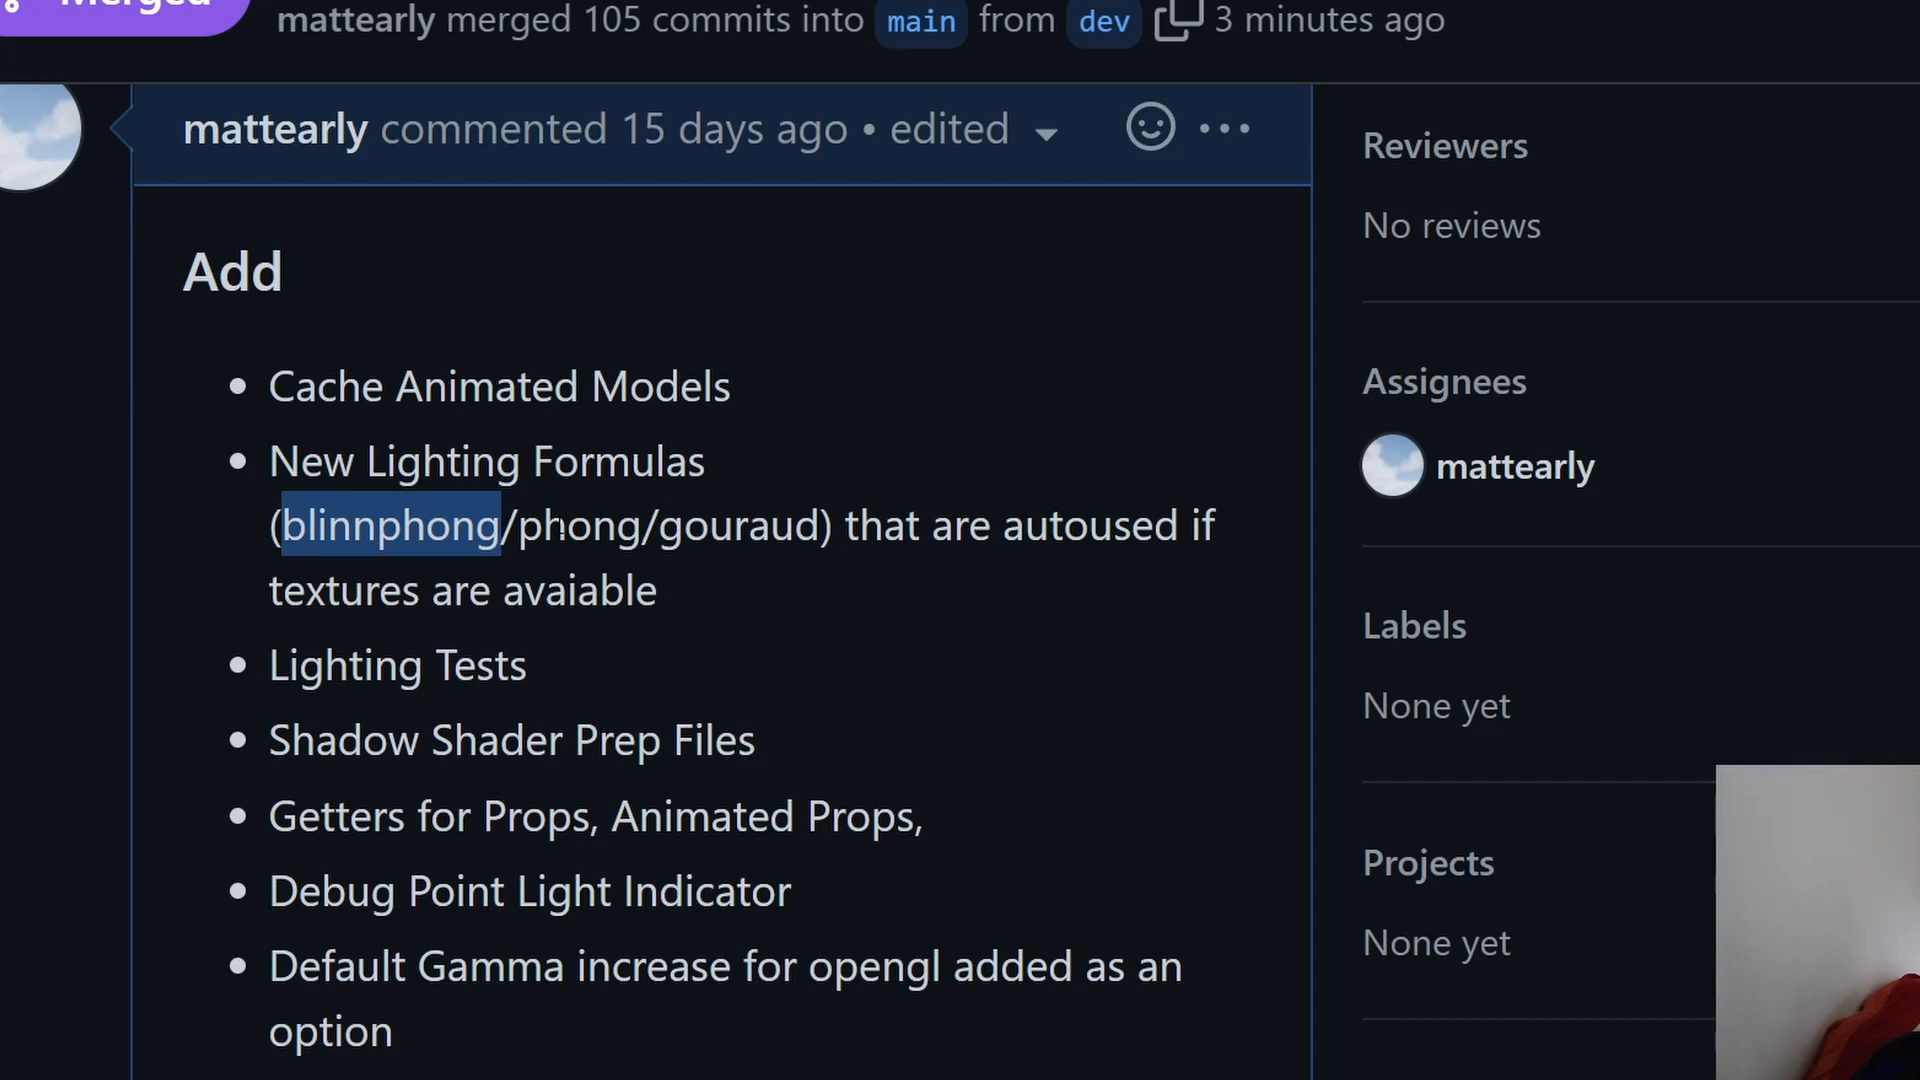 Merged
mattearly merged 105 commits into main from dev 3 minutes ago
mattearly commented 15 days ago • edited
Add
Cache Animated Models
New Lighting Formulas
(blinnphong/phong/gouraud) that are autoused if
textures are avaiable
Lighting Tests
Shadow Shader Prep Files
Getters for Props, Animated Props,
Debug Point Light Indicator
Default Gamma increase for opengl added as an
option
Reviewers
No reviews
Assignees
mattearly
Labels
None yet
Projects
None yet